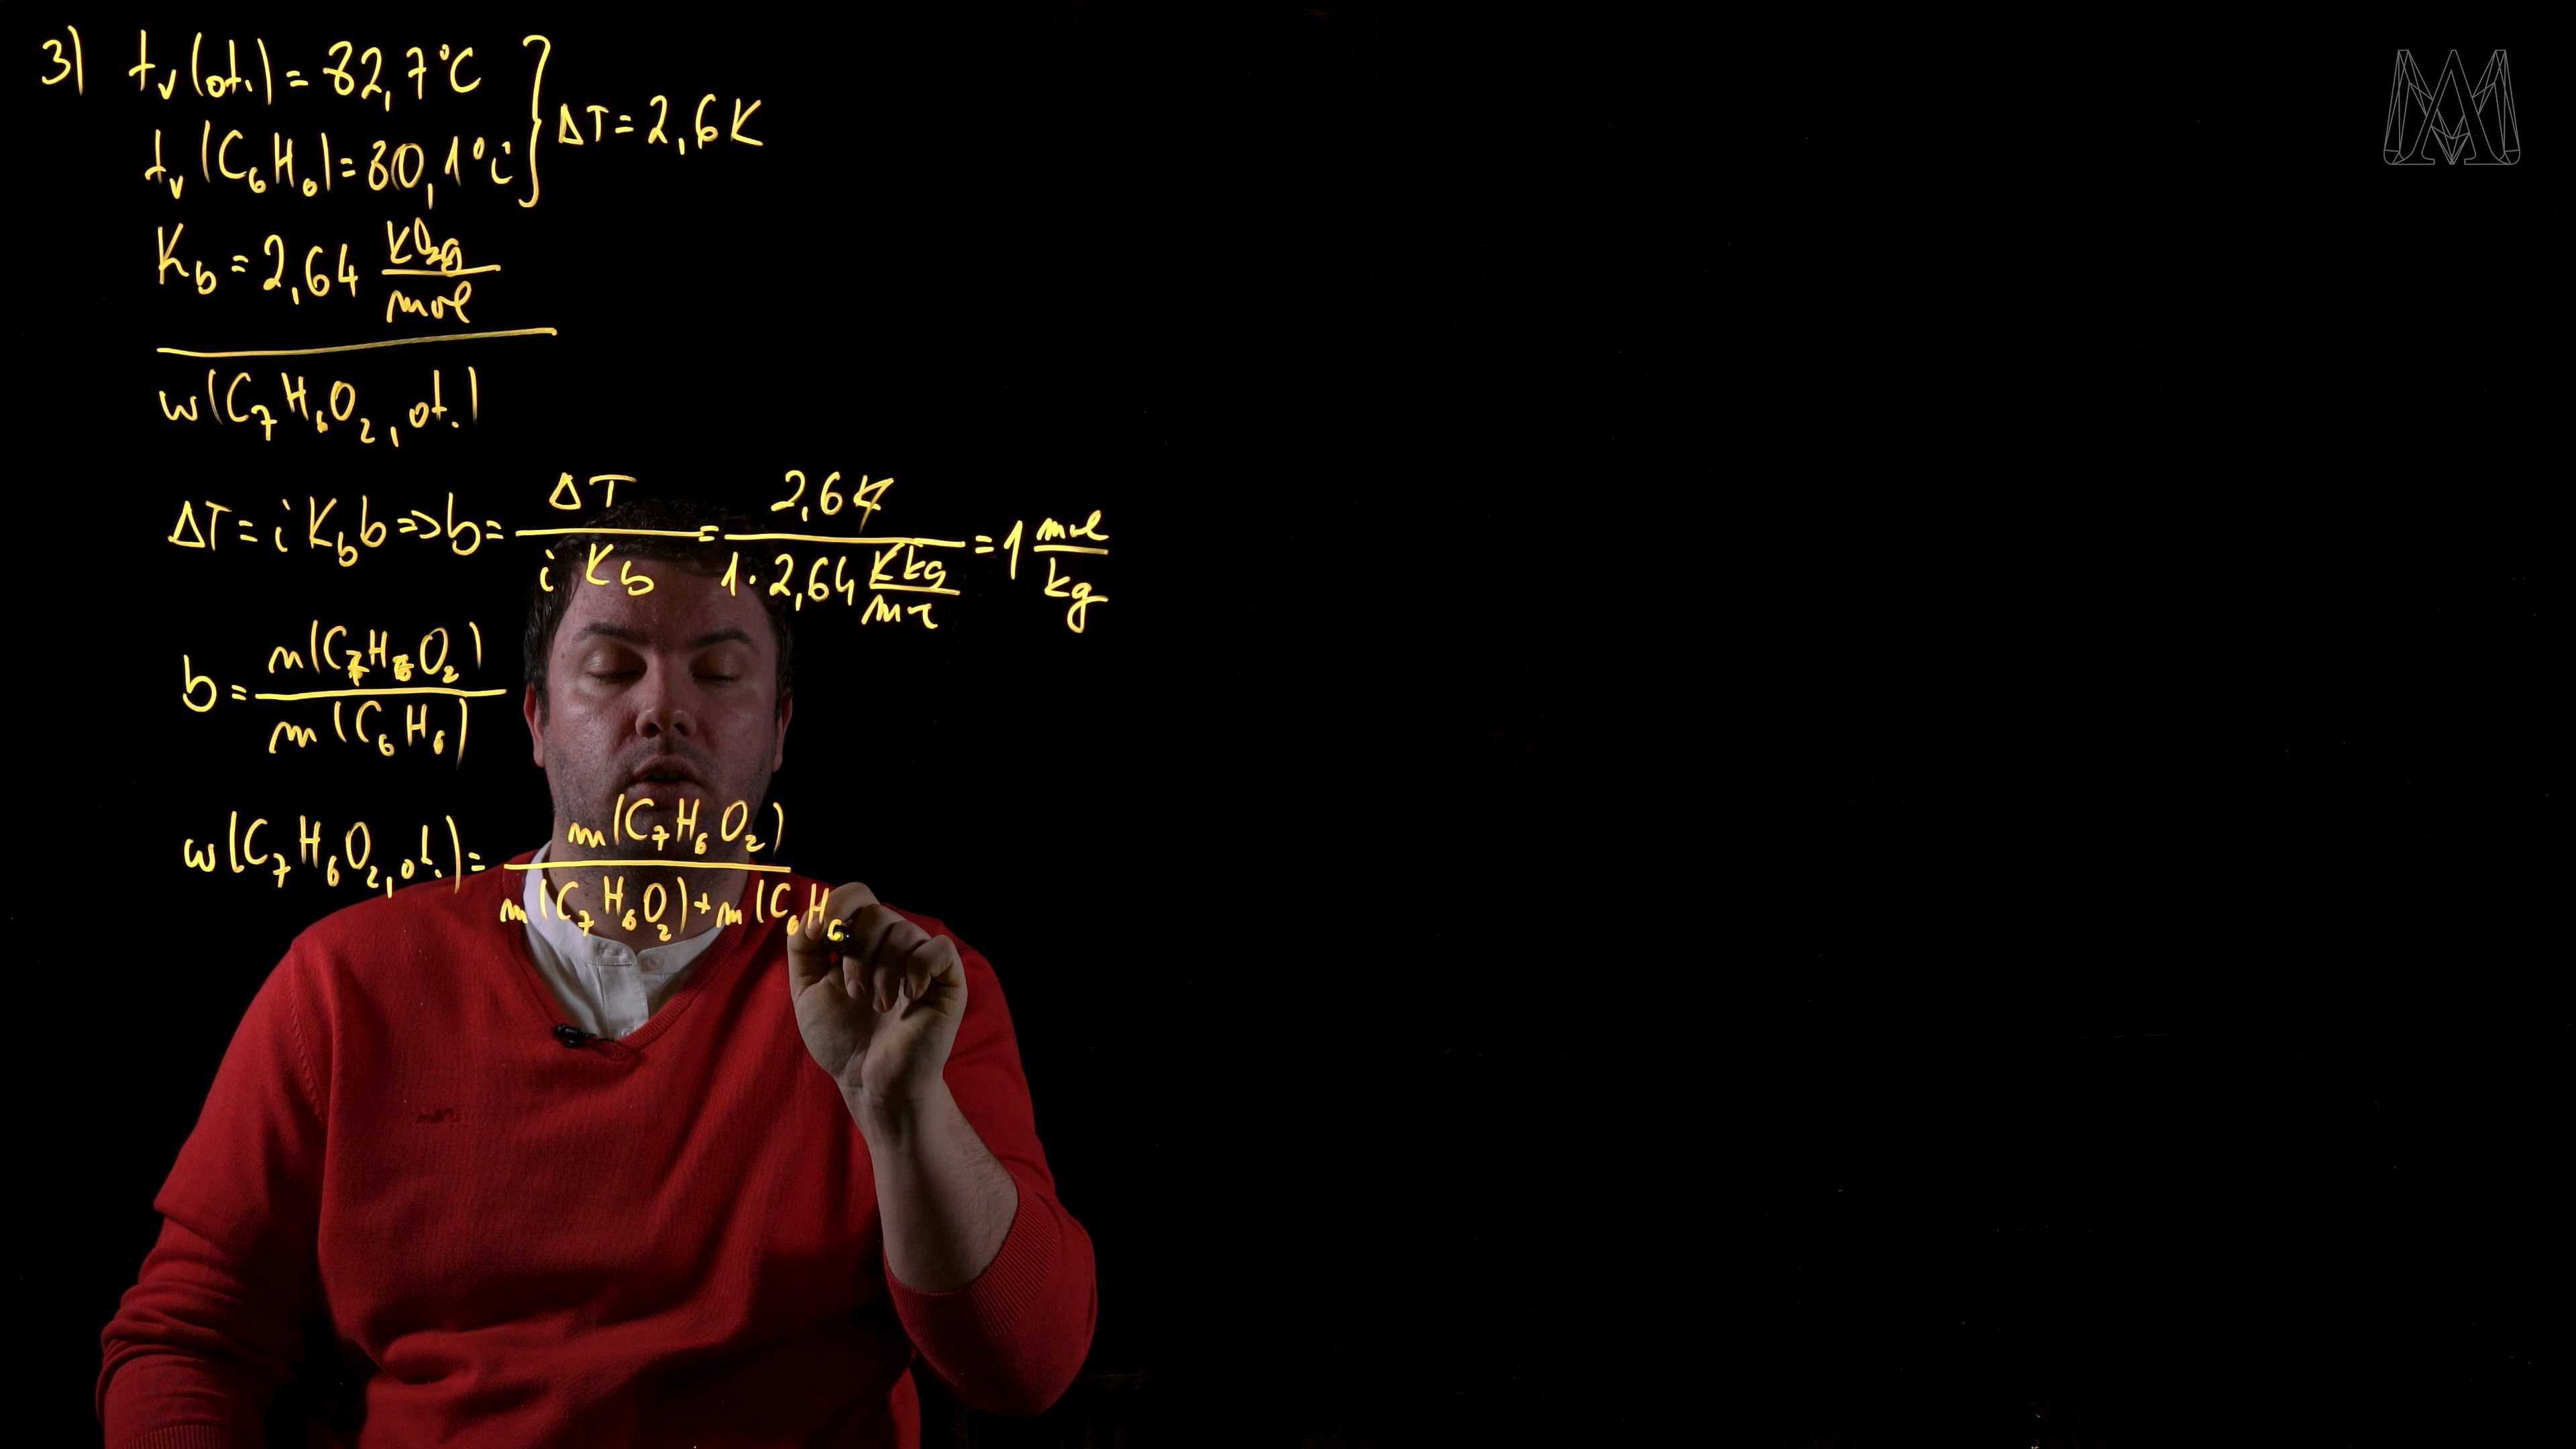 3) tv(ot.) = 82,7°C
tv(C6H6) = 80,1°C
ΔT = 2,6 K
Kb = 2,64 Kkg/mol
w(C7H6O2, ot.)
ΔT = i Kb b => b = ΔT / i Kb = 2,6 K / 1·2,64 Kkg/mol = 1 mol/kg
b = n(C7H6O2) / m(C6H6)
w(C7H6O2, ot.) = m(C7H6O2) / m(C7H6O2) + m(C6H6